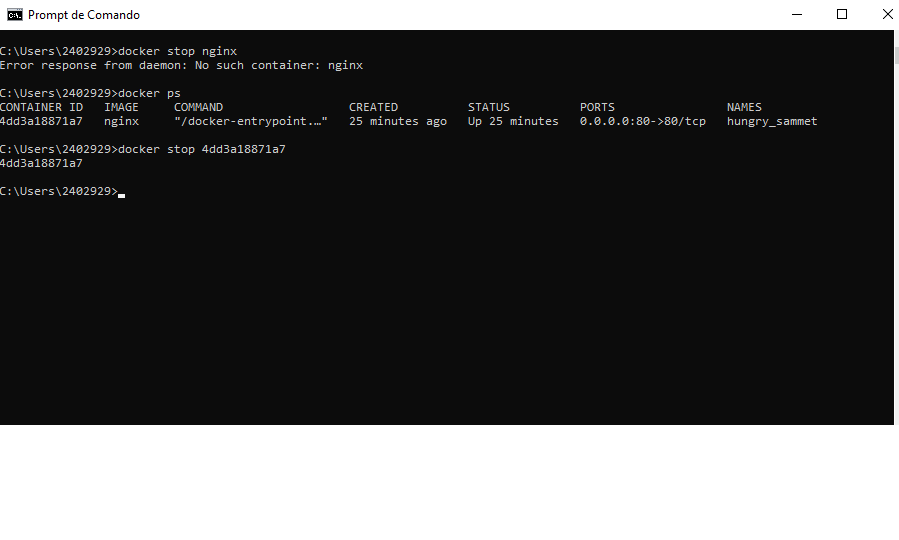 Prompt de Comando
C:\Users\2402929>docker stop nginx
Error response from daemon: No such container: nginx
C:\Users\2402929>docker ps
CONTAINER ID   IMAGE     COMMAND                  CREATED          STATUS          PORTS                NAMES
4dd3a18871a7   nginx     "/docker-entrypoint.…"   25 minutes ago   Up 25 minutes   0.0.0.0:80->80/tcp   hungry_sammet
C:\Users\2402929>docker stop 4dd3a18871a7
4dd3a18871a7
C:\Users\2402929>